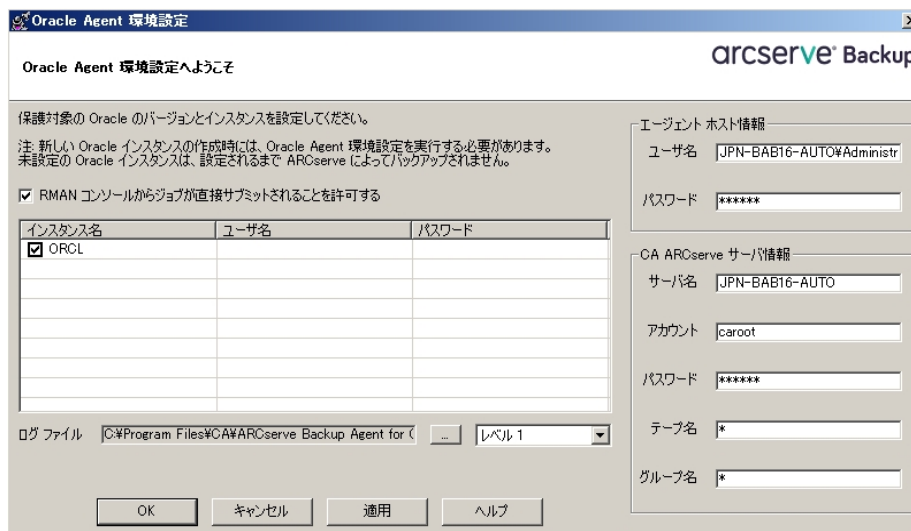 Oracle Agent 環境設定
Oracle Agent 環境設定へようこそ
arcserve® Backup
保護対象の Oracle のバージョンとインスタンスを設定してください。
注: 新しい Oracle インスタンスの作成時には、Oracle Agent 環境設定を実行する必要があります。
未設定の Oracle インスタンスは、設定されるまで ARCserve によってバックアップされません。
RMAN コンソールからジョブが直接サブミットされることを許可する
インスタンス名 ユーザ名 パスワード
ORCL
ログ ファイル C:¥Program Files¥CA¥ARCserve Backup Agent for ( ... レベル 1
OK キャンセル 適用 ヘルプ
エージェント ホスト情報
ユーザ名 JPN-BAB16-AUTO¥Administr
パスワード ******
CA ARCserve サーバ情報
サーバ名 JPN-BAB16-AUTO
アカウント caroot
パスワード ******
テープ名 *
グループ名 *